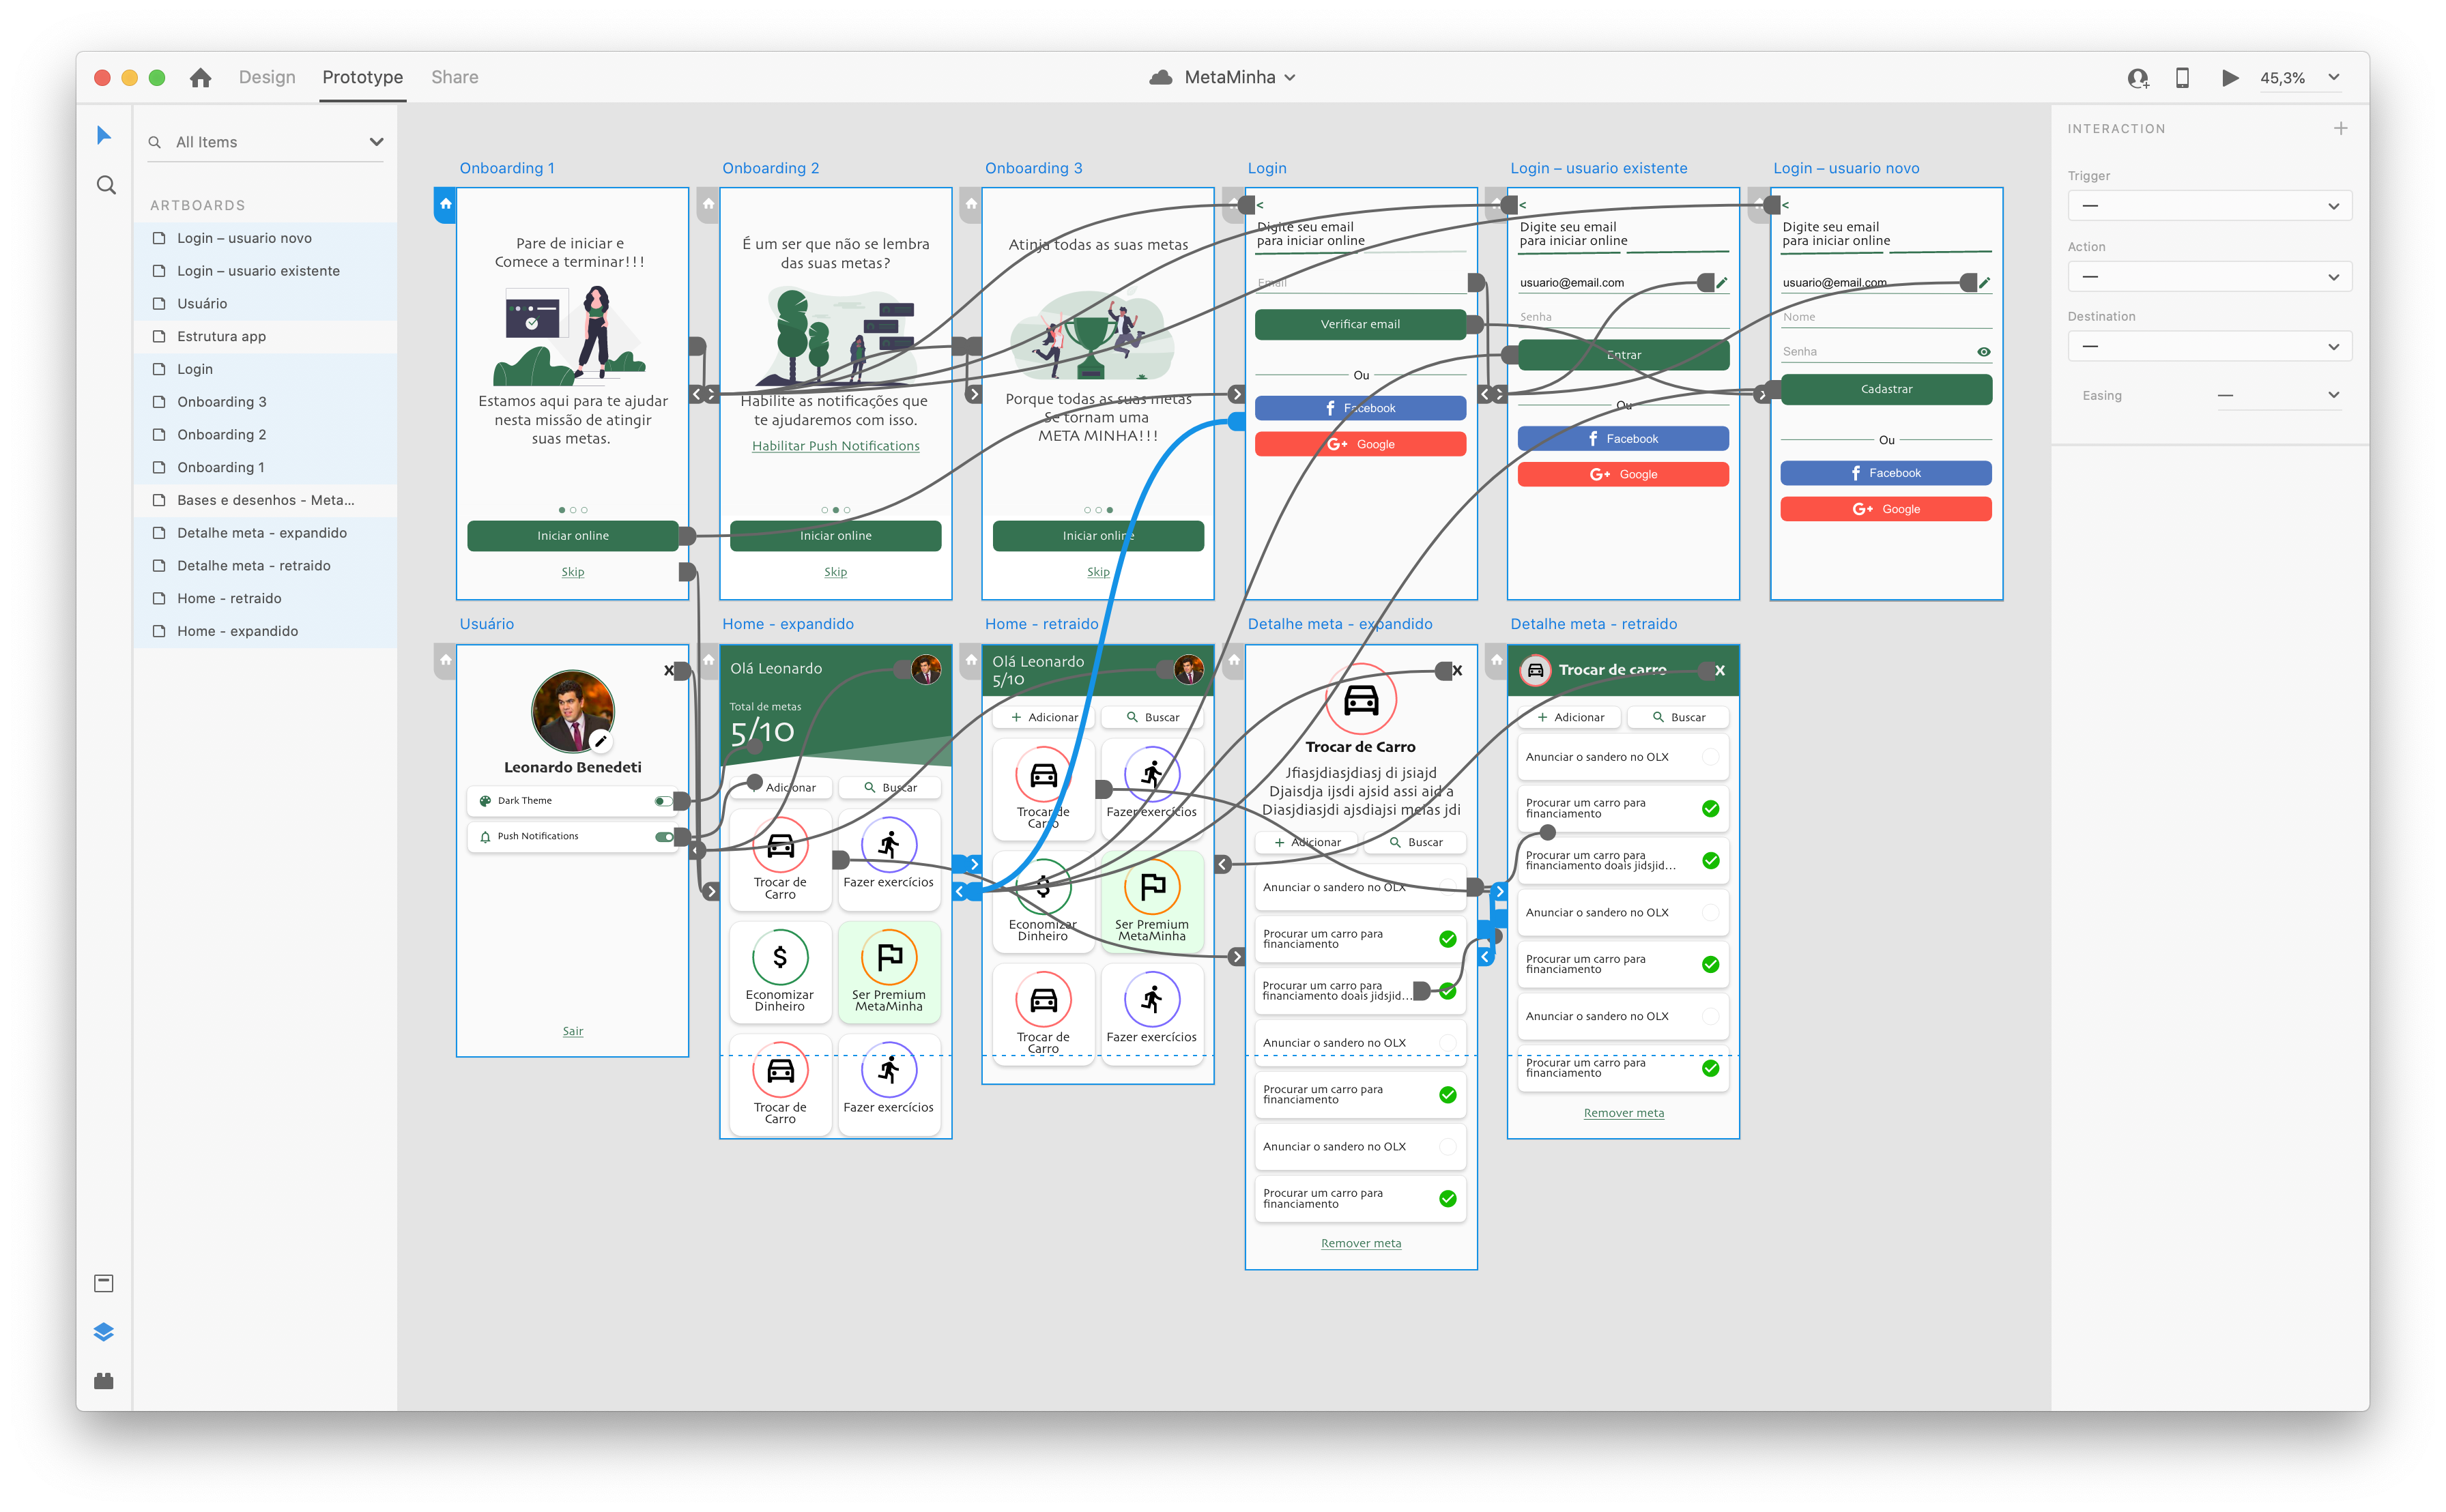 Design
Prototype
Share
MetaMinha
45,3%
All Items
ARTBOARDS
Login – usuario novo
Login – usuario existente
Usuário
Estrutura app
Login
Onboarding 3
Onboarding 2
Onboarding 1
Bases e desenhos - Meta...
Detalhe meta - expandido
Detalhe meta - retraido
Home - retraido
Home - expandido
Onboarding 1
Pare de iniciar e
Comece a terminar!!!
Estamos aqui para te ajudar
nesta missão de atingir
suas metas.
Iniciar online
Skip
Onboarding 2
É um ser que não se lembra
das suas metas?
Habilite as notificações que
te ajudaremos com isso.
Habilitar Push Notifications
Iniciar online
Skip
Onboarding 3
Atinja todas as suas metas
Porque todas as suas metas
Se tornam uma
META MINHA!!!
Iniciar online
Skip
Login
<
Digite seu email
para iniciar online
Email
Verificar email
Ou
Facebook
G+ Google
Login – usuario existente
<
Digite seu email
para iniciar online
usuario@email.com
Senha
Entrar
Ou
Facebook
G+ Google
Login – usuario novo
<
Digite seu email
para iniciar online
usuario@email.com
Nome
Senha
Cadastrar
Ou
Facebook
G+ Google
Usuário
X
Leonardo Benedeti
Dark Theme
Push Notifications
Sair
Home - expandido
Olá Leonardo
Total de metas
5/10
Adicionar
Buscar
Trocar de
Carro
Fazer exercícios
$
Economizar
Dinheiro
Ser Premium
MetaMinha
Trocar de
Carro
Fazer exercícios
Home - retraido
Olá Leonardo
5/10
+ Adicionar
Buscar
Trocar de
Carro
Fazer exercícios
$
Economizar
Dinheiro
Ser Premium
MetaMinha
Trocar de
Carro
Fazer exercícios
Detalhe meta - expandido
X
Trocar de Carro
Jfiasjdiasjdiasj di jsiajd
Djaisdja ijsdi ajsid assi aid a
Diasjdiasjdi ajsdiajsi meias jdi
+ Adicionar
Buscar
Anunciar o sandero no OLX
Procurar um carro para
financiamento
Procurar um carro para
financiamento doais jidsjid...
Anunciar o sandero no OLX
Procurar um carro para
financiamento
Anunciar o sandero no OLX
Procurar um carro para
financiamento
Remover meta
Detalhe meta - retraido
Trocar de carro
X
+ Adicionar
Buscar
Anunciar o sandero no OLX
Procurar um carro para
financiamento
Procurar um carro para
financiamento doais jidsjid...
Anunciar o sandero no OLX
Procurar um carro para
financiamento
Anunciar o sandero no OLX
Procurar um carro para
financiamento
Remover meta
INTERACTION
+
Trigger
—
Action
—
Destination
—
Easing
—